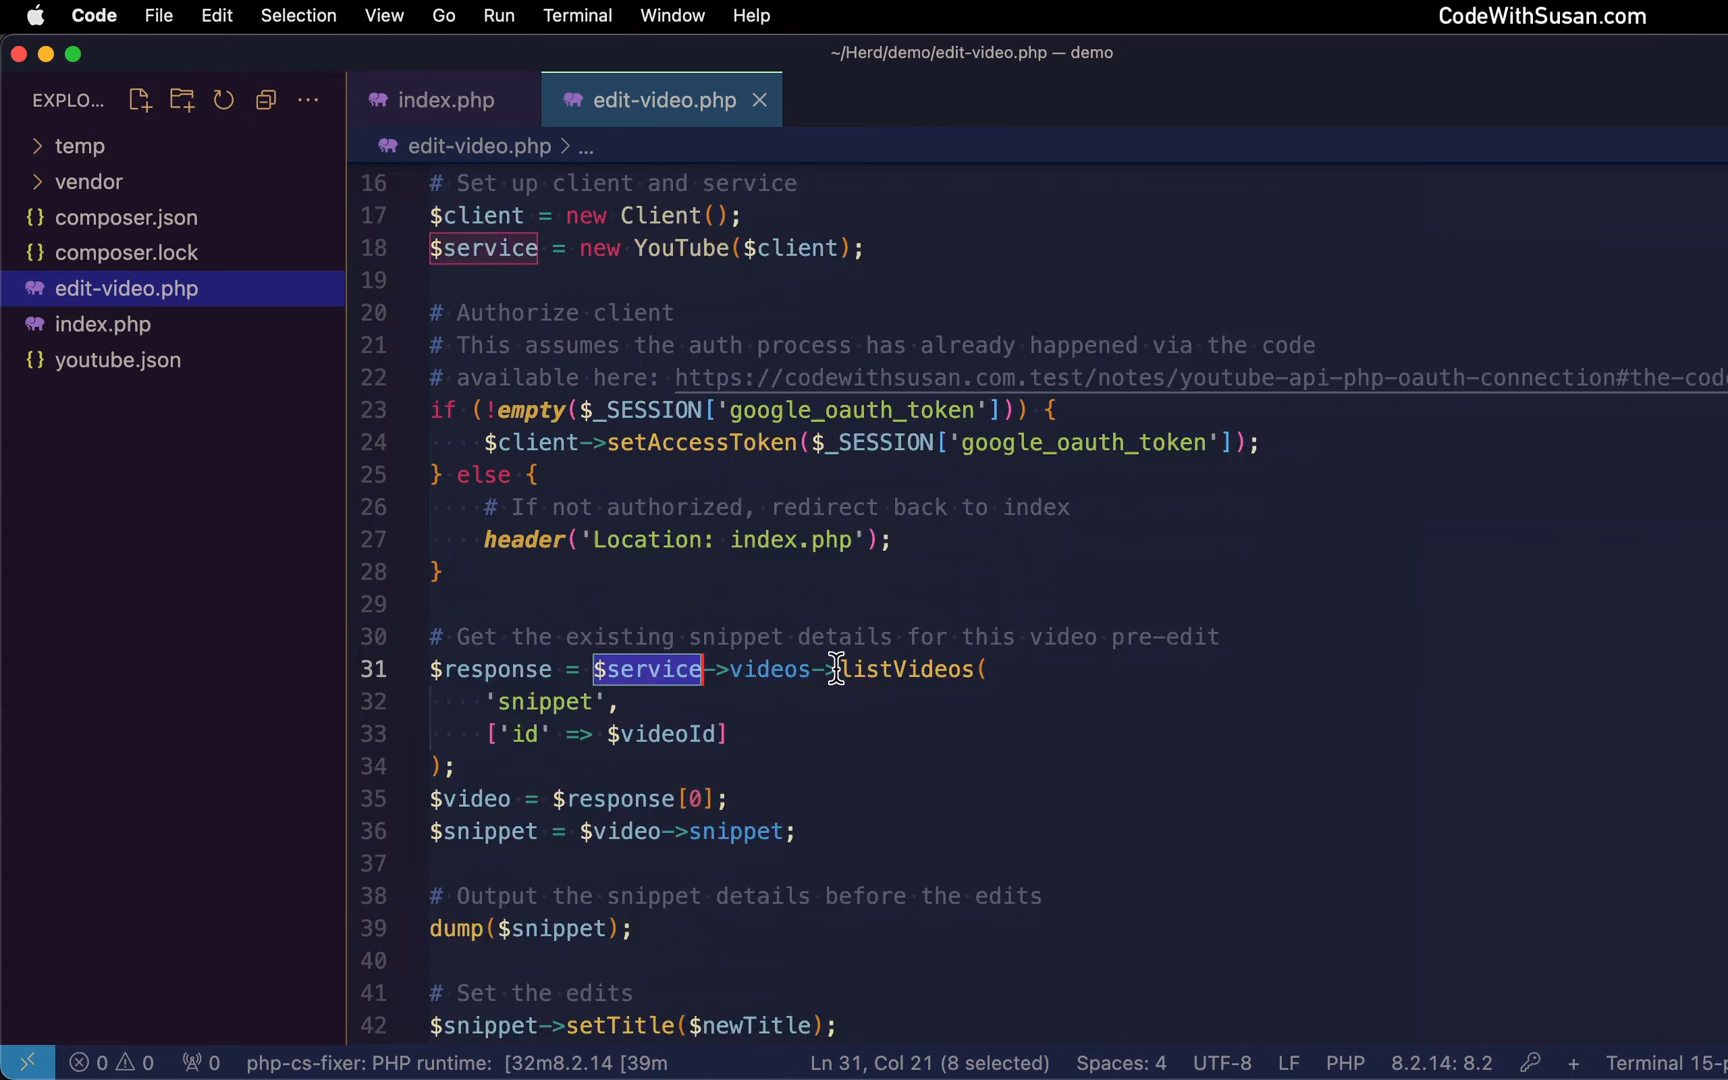 Code File Edit Selection View Go Run Terminal Window Help CodeWithSusan.com
~/Herd/demo/edit-video.php — demo
EXPLO... ...
temp
vendor
composer.json
composer.lock
edit-video.php
index.php
youtube.json
index.php edit-video.php
edit-video.php > ...
16 # Set up client and service
17 $client = new Client();
18 $service = new YouTube($client);
19
20 # Authorize client
21 # This assumes the auth process has already happened via the code
22 # available here: https://codewithsusan.com.test/notes/youtube-api-php-oauth-connection#the-cod
23 if (!empty($_SESSION['google_oauth_token'])) {
24 $client->setAccessToken($_SESSION['google_oauth_token']);
25 } else {
26 # If not authorized, redirect back to index
27 header('Location: index.php');
28 }
29
30 # Get the existing snippet details for this video pre-edit
31 $response = $service->videos->listVideos(
32 'snippet',
33 ['id' => $videoId]
34 );
35 $video = $response[0];
36 $snippet = $video->snippet;
37
38 # Output the snippet details before the edits
39 dump($snippet);
40
41 # Set the edits
42 $snippet->setTitle($newTitle);
0 0 0 php-cs-fixer: PHP runtime: [32m8.2.14 [39m Ln 31, Col 21 (8 selected) Spaces: 4 UTF-8 LF PHP 8.2.14: 8.2 + Terminal 15-p